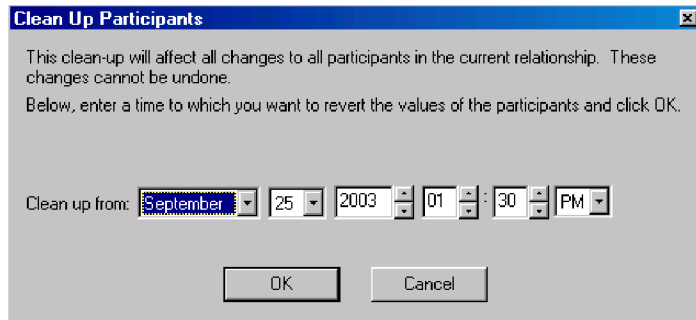 Clean Up Participants
This clean-up will affect all changes to all participants in the current relationship. These
changes cannot be undone.
Below, enter a time to which you want to revert the values of the participants and click OK.
Clean up from: September 25 2003 01 : 30 PM
OK Cancel